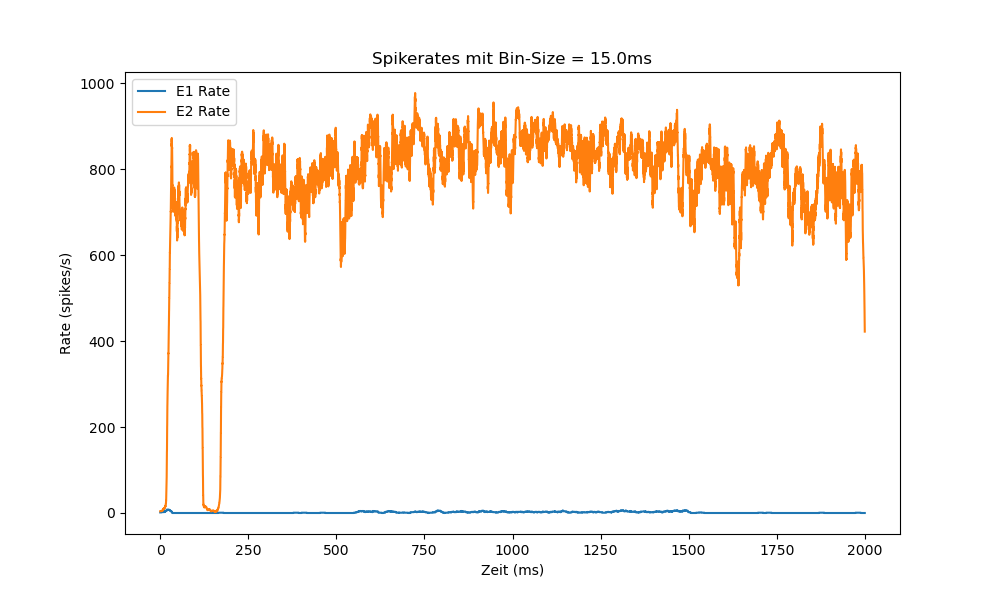 Spikerates mit Bin-Size = 15.0ms
E1 Rate
E2 Rate
Rate (spikes/s)
1000
800
600
400
200
0
0 250 500 750 1000 1250 1500 1750 2000
Zeit (ms)